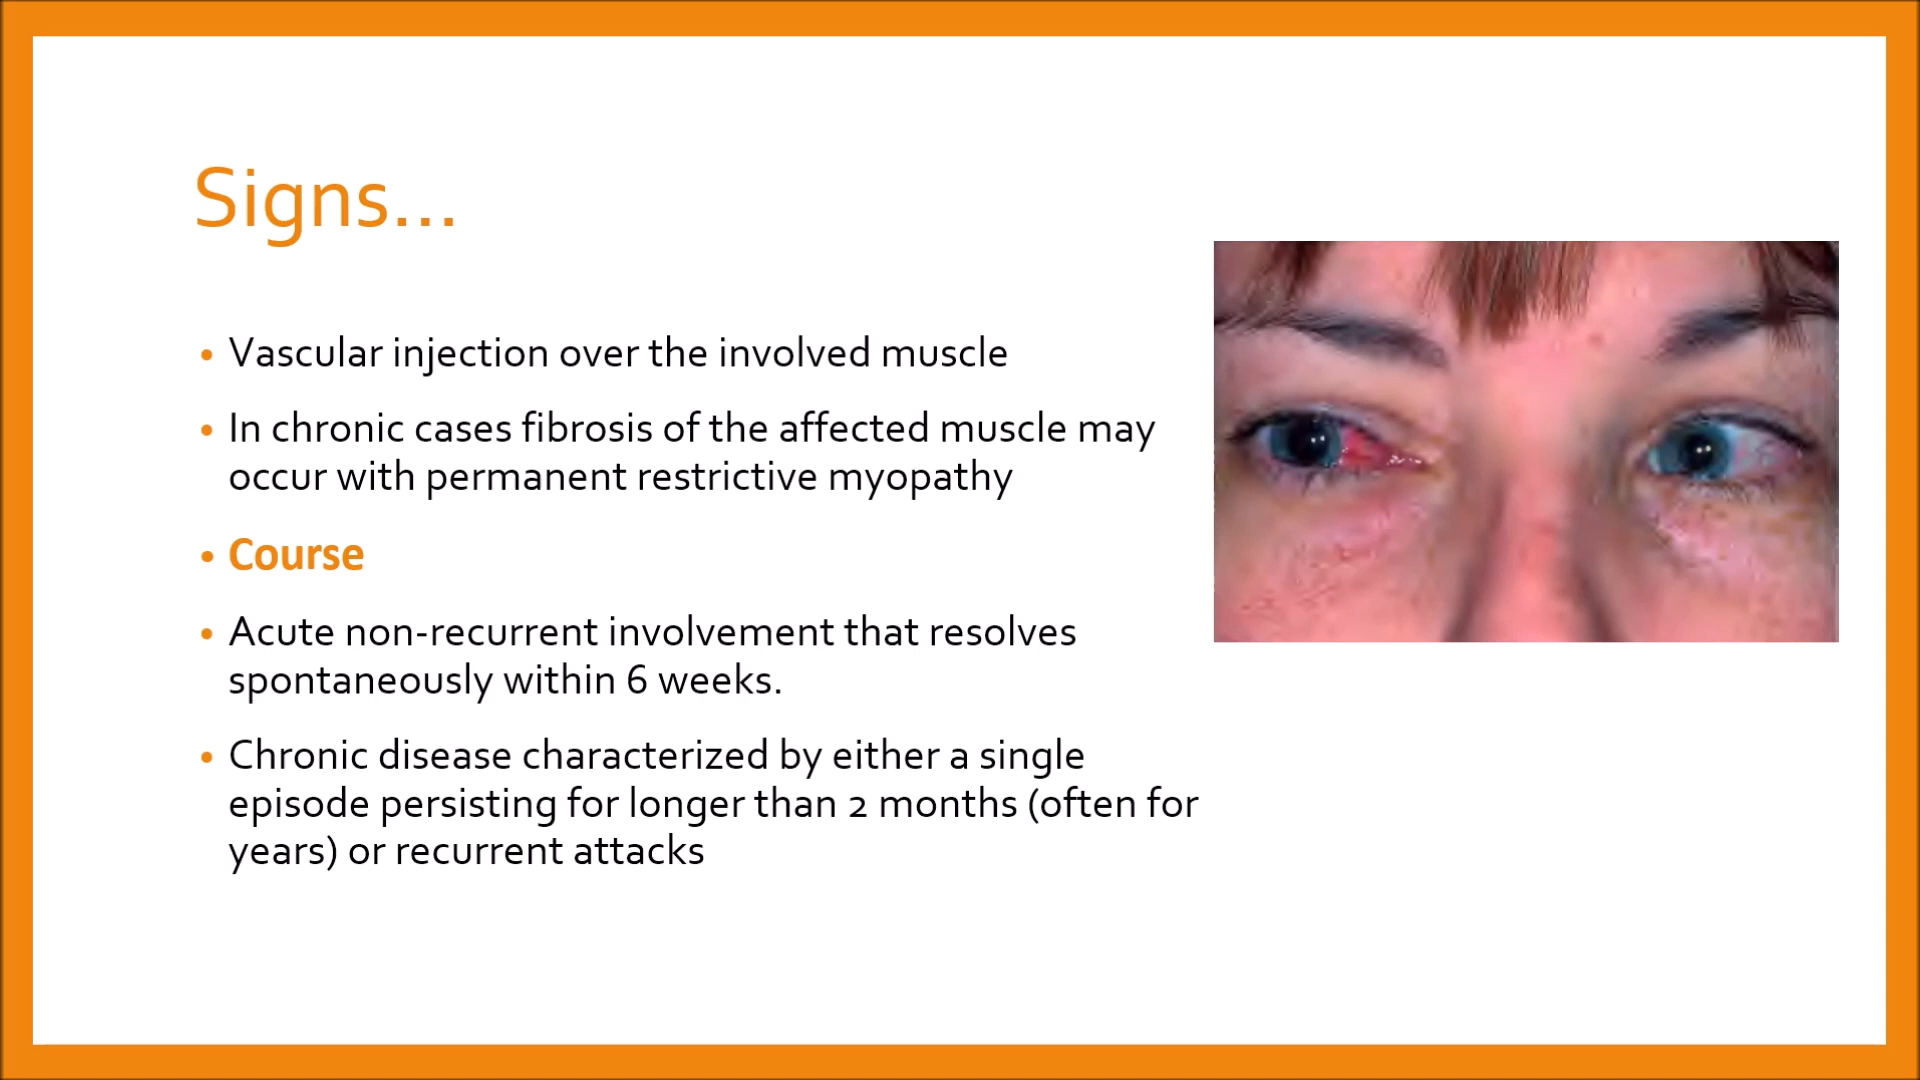 Signs...
• Vascular injection over the involved muscle
• In chronic cases fibrosis of the affected muscle may
occur with permanent restrictive myopathy
• Course
• Acute non-recurrent involvement that resolves
spontaneously within 6 weeks.
• Chronic disease characterized by either a single
episode persisting for longer than 2 months (often for
years) or recurrent attacks